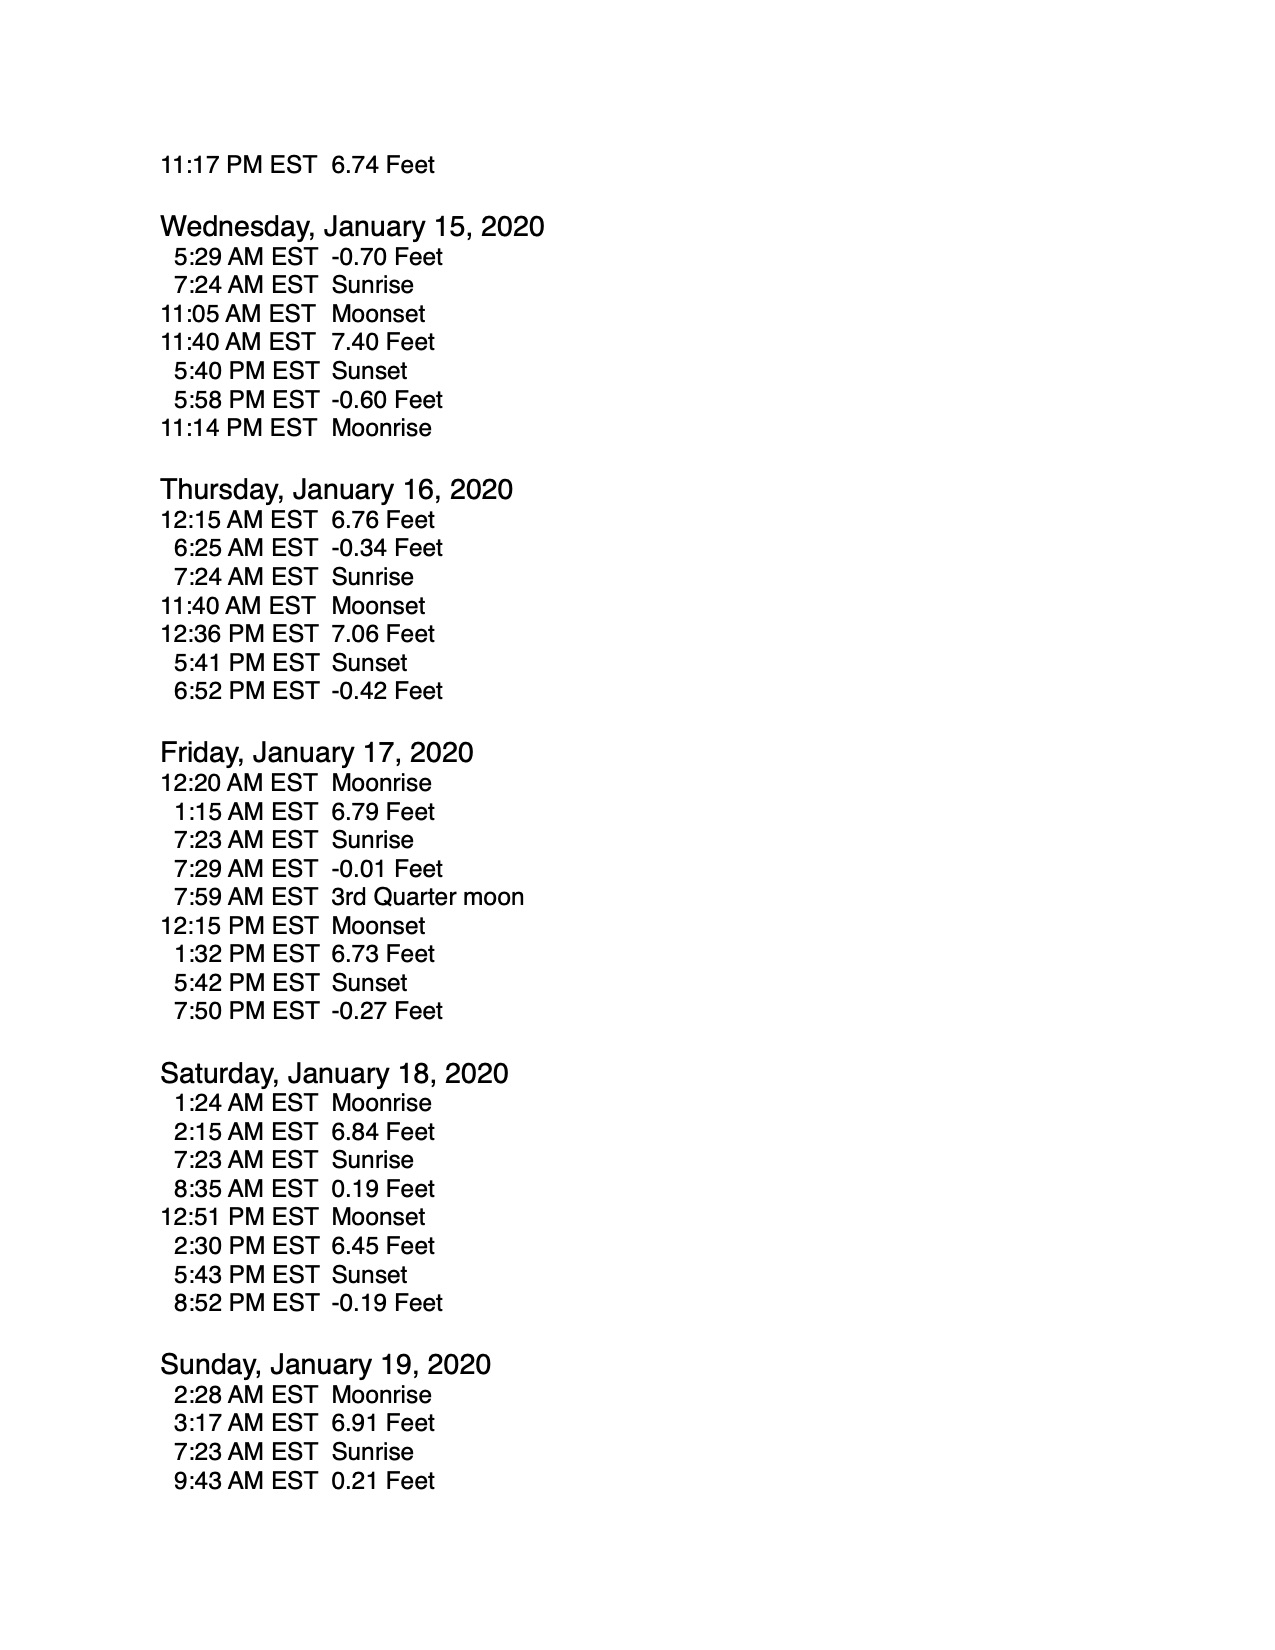 11:17 PM EST 6.74 Feet
Wednesday, January 15, 2020
5:29 AM EST -0.70 Feet
7:24 AM EST Sunrise
11:05 AM EST Moonset
11:40 AM EST 7.40 Feet
5:40 PM EST Sunset
5:58 PM EST -0.60 Feet
11:14 PM EST Moonrise
Thursday, January 16, 2020
12:15 AM EST 6.76 Feet
6:25 AM EST -0.34 Feet
7:24 AM EST Sunrise
11:40 AM EST Moonset
12:36 PM EST 7.06 Feet
5:41 PM EST Sunset
6:52 PM EST -0.42 Feet
Friday, January 17, 2020
12:20 AM EST Moonrise
1:15 AM EST 6.79 Feet
7:23 AM EST Sunrise
7:29 AM EST -0.01 Feet
7:59 AM EST 3rd Quarter moon
12:15 PM EST Moonset
1:32 PM EST 6.73 Feet
5:42 PM EST Sunset
7:50 PM EST -0.27 Feet
Saturday, January 18, 2020
1:24 AM EST Moonrise
2:15 AM EST 6.84 Feet
7:23 AM EST Sunrise
8:35 AM EST 0.19 Feet
12:51 PM EST Moonset
2:30 PM EST 6.45 Feet
5:43 PM EST Sunset
8:52 PM EST -0.19 Feet
Sunday, January 19, 2020
2:28 AM EST Moonrise
3:17 AM EST 6.91 Feet
7:23 AM EST Sunrise
9:43 AM EST 0.21 Feet